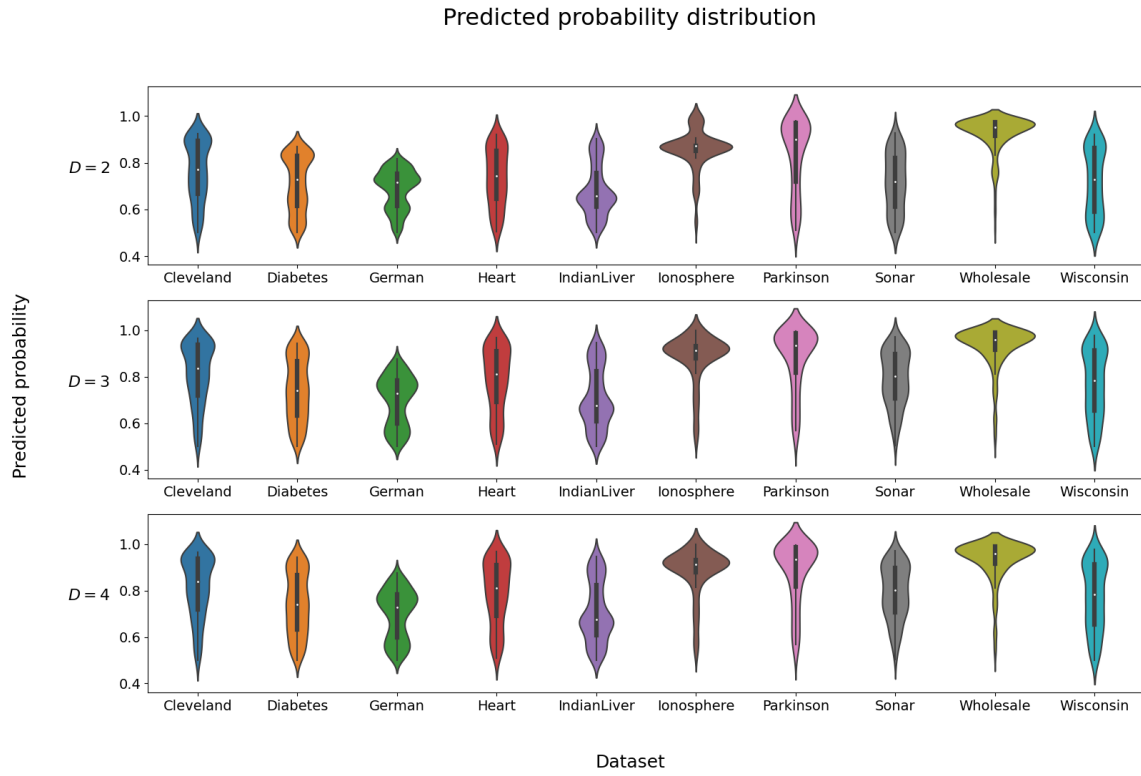 Predicted probability distribution
1.0
0.8
D = 2
0.6
0.4
Cleveland Diabetes German Heart IndianLiver Ionosphere Parkinson Sonar Wholesale Wisconsin
Predicted probability
1.0
0.8
D = 3
0.6
0.4
Cleveland Diabetes German Heart IndianLiver Ionosphere Parkinson Sonar Wholesale Wisconsin
1.0
0.8
D = 4
0.6
0.4
Cleveland Diabetes German Heart IndianLiver Ionosphere Parkinson Sonar Wholesale Wisconsin
Dataset